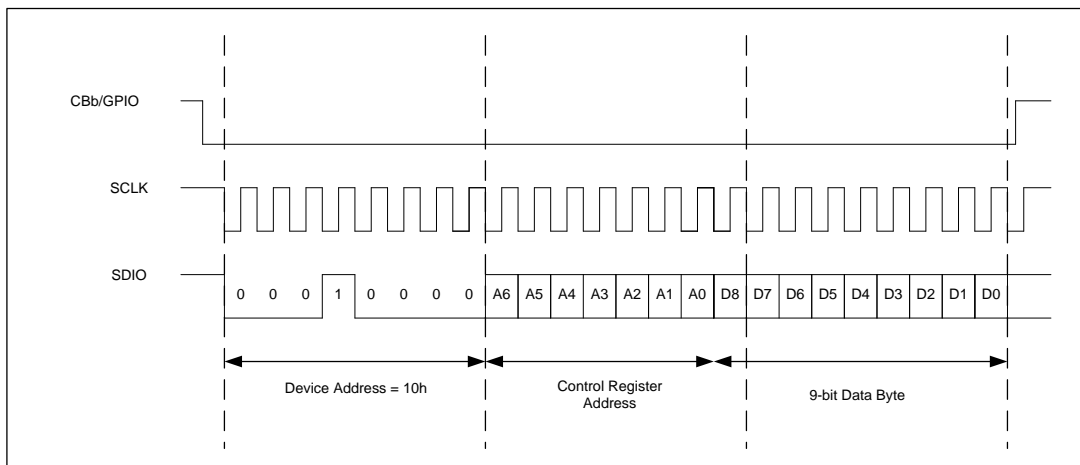 CBb/GPIO
SCLK
SDIO
0 0 0 1 0 0 0 0 A6 A5 A4 A3 A2 A1 A0 D8 D7 D6 D5 D4 D3 D2 D1 D0
Device Address = 10h
Control Register
Address
9-bit Data Byte